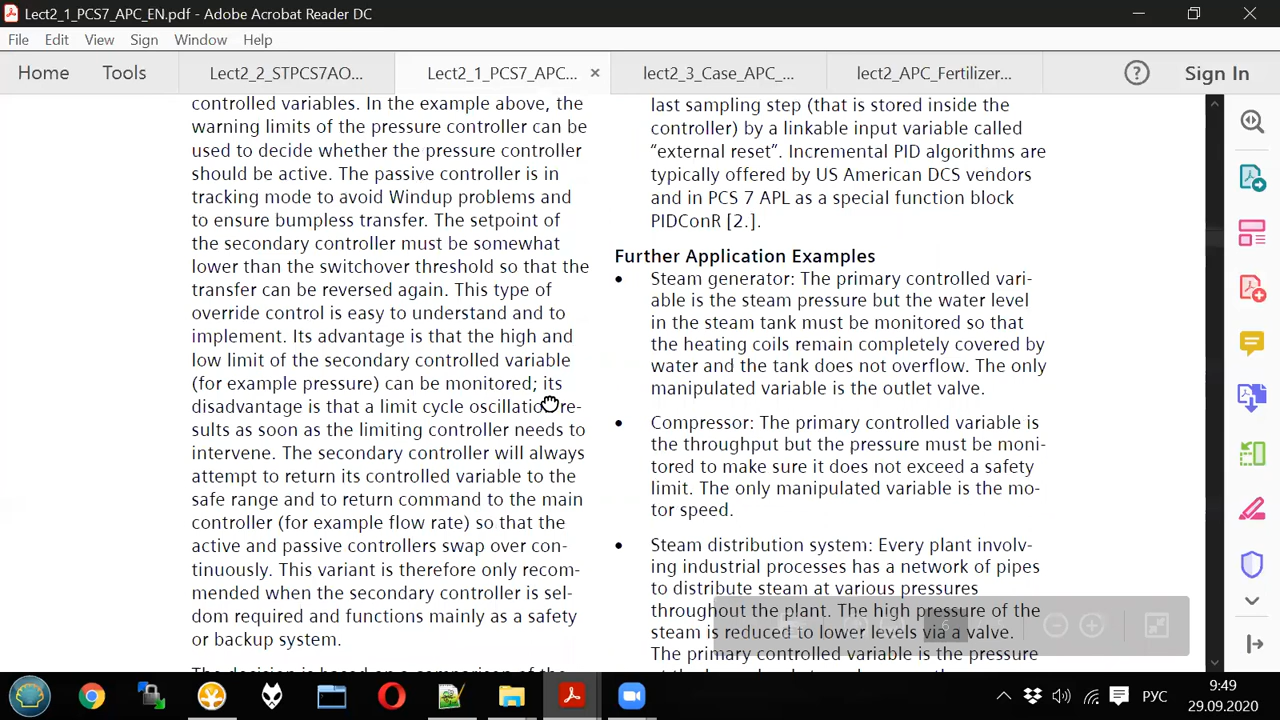 Lect2_1_PCS7_APC_EN.pdf - Adobe Acrobat Reader DC
File Edit View Sign Window Help
Home Tools Lect2_2_STPCS7AO... Lect2_1_PCS7_APC... lect2_3_Case_APC_... lect2_APC_Fertilizer... Sign In
controlled variables. In the example above, the
warning limits of the pressure controller can be
used to decide whether the pressure controller
should be active. The passive controller is in
tracking mode to avoid Windup problems and
to ensure bumpless transfer. The setpoint of
the secondary controller must be somewhat
lower than the switchover threshold so that the
transfer can be reversed again. This type of
override control is easy to understand and to
implement. Its advantage is that the high and
low limit of the secondary controlled variable
(for example pressure) can be monitored; its
disadvantage is that a limit cycle oscillation re-
sults as soon as the limiting controller needs to
intervene. The secondary controller will always
attempt to return its controlled variable to the
safe range and to return command to the main
controller (for example flow rate) so that the
active and passive controllers swap over con-
tinuously. This variant is therefore only recom-
mended when the secondary controller is sel-
dom required and functions mainly as a safety
or backup system.
The decision is based on a comparison of the
last sampling step (that is stored inside the
controller) by a linkable input variable called
“external reset”. Incremental PID algorithms are
typically offered by US American DCS vendors
and in PCS 7 APL as a special function block
PIDConR [2.].
Further Application Examples
• Steam generator: The primary controlled vari-
able is the steam pressure but the water level
in the steam tank must be monitored so that
the heating coils remain completely covered by
water and the tank does not overflow. The only
manipulated variable is the outlet valve.
• Compressor: The primary controlled variable is
the throughput but the pressure must be moni-
tored to make sure it does not exceed a safety
limit. The only manipulated variable is the mo-
tor speed.
• Steam distribution system: Every plant involv-
ing industrial processes has a network of pipes
to distribute steam at various pressures
throughout the plant. The high pressure of the
steam is reduced to lower levels via a valve.
The primary controlled variable is the pressure
6
РУС
9:49
29.09.2020